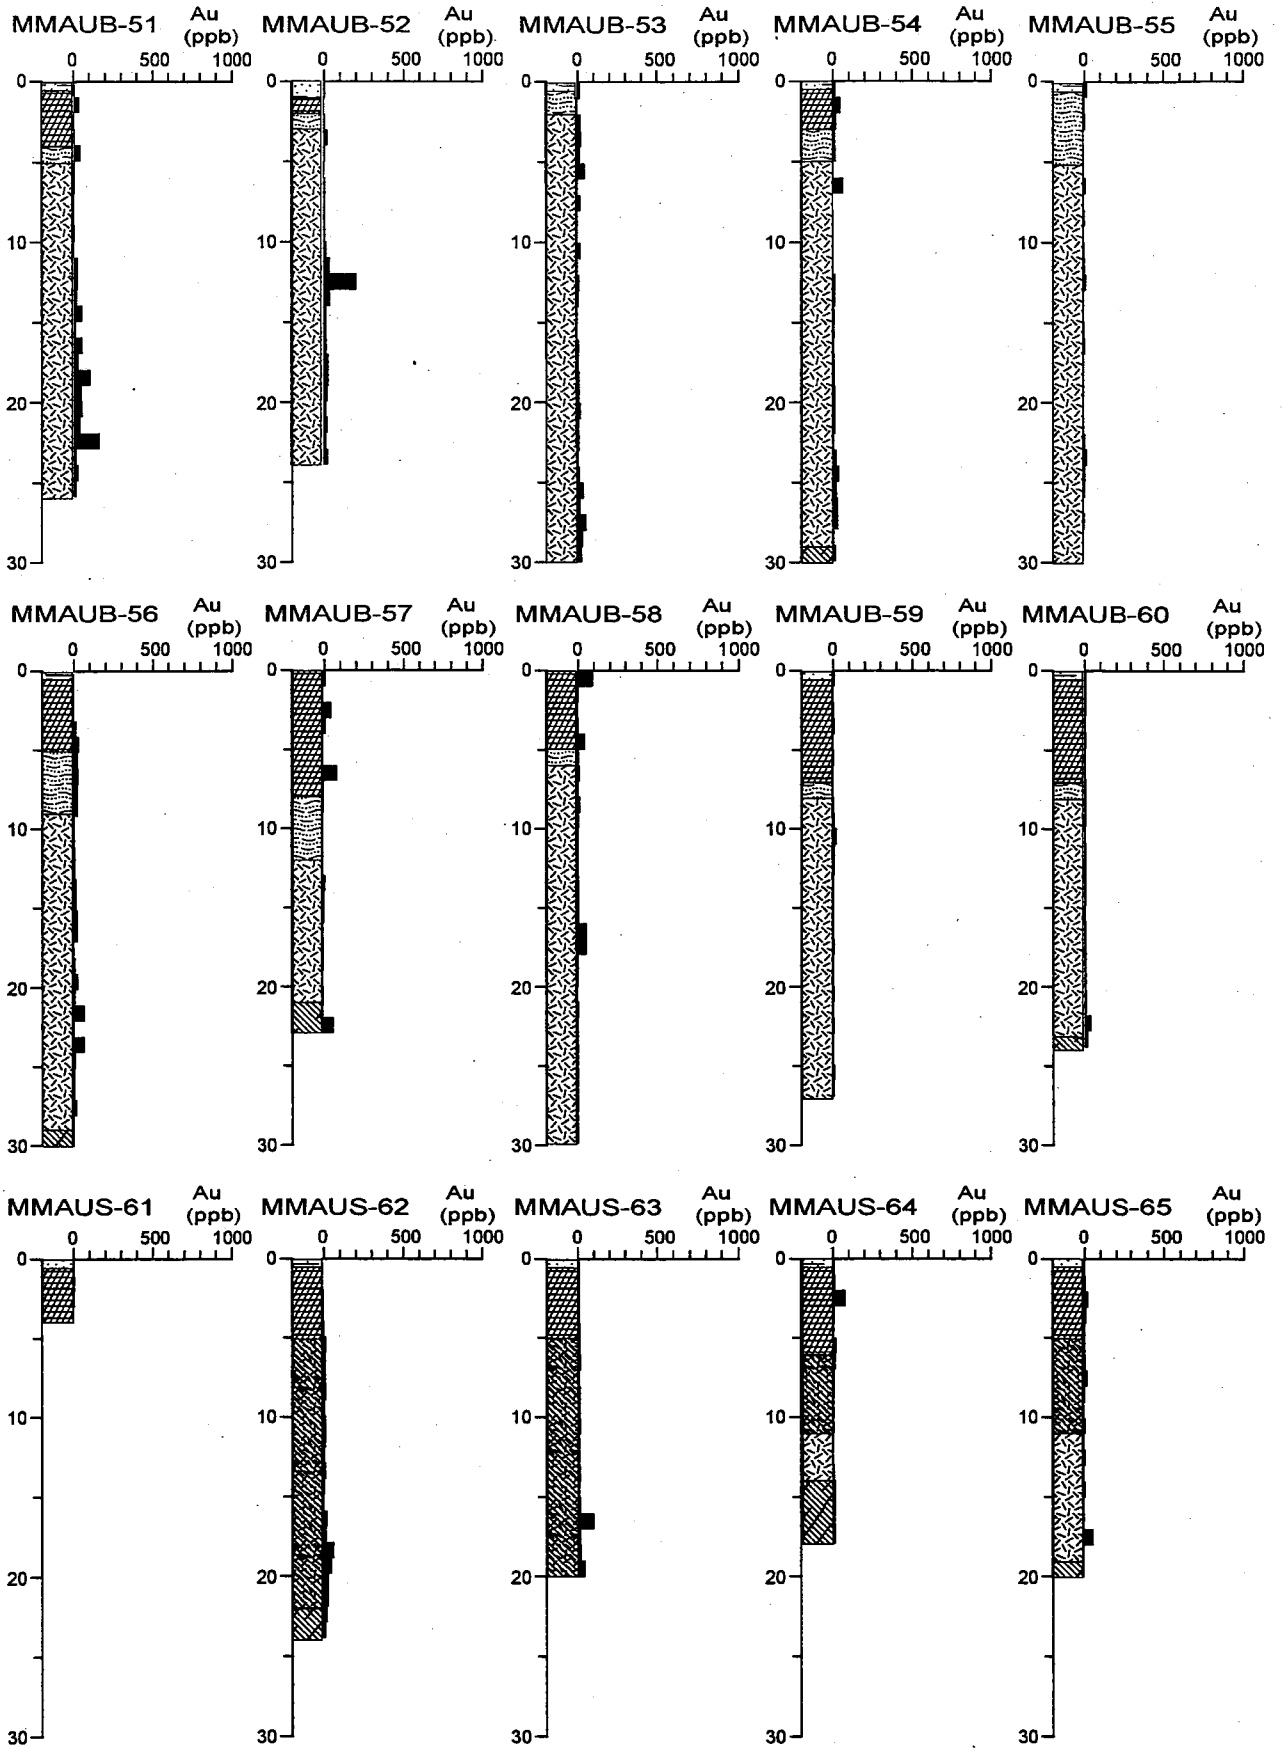 MMAUB-51 Au (ppb) MMAUB-52 Au (ppb) MMAUB-53 Au (ppb) MMAUB-54 Au (ppb) MMAUB-55 Au (ppb)
0 500 1000 0 500 1000 0 500 1000 0 500 1000 0 500 1000
0 0 0 0 0
10 10 10 10 10
20 20 20 20 20
30 30 30 30 30
MMAUB-56 Au (ppb) MMAUB-57 Au (ppb) MMAUB-58 Au (ppb) MMAUB-59 Au (ppb) MMAUB-60 Au (ppb)
0 500 1000 0 500 1000 0 500 1000 0 500 1000 0 500 1000
0 0 0 0 0
10 10 10 10 10
20 20 20 20 20
30 30 30 30 30
MMAUS-61 Au (ppb) MMAUS-62 Au (ppb) MMAUS-63 Au (ppb) MMAUS-64 Au (ppb) MMAUS-65 Au (ppb)
0 500 1000 0 500 1000 0 500 1000 0 500 1000 0 500 1000
0 0 0 0 0
10 10 10 10 10
20 20 20 20 20
30 30 30 30 30